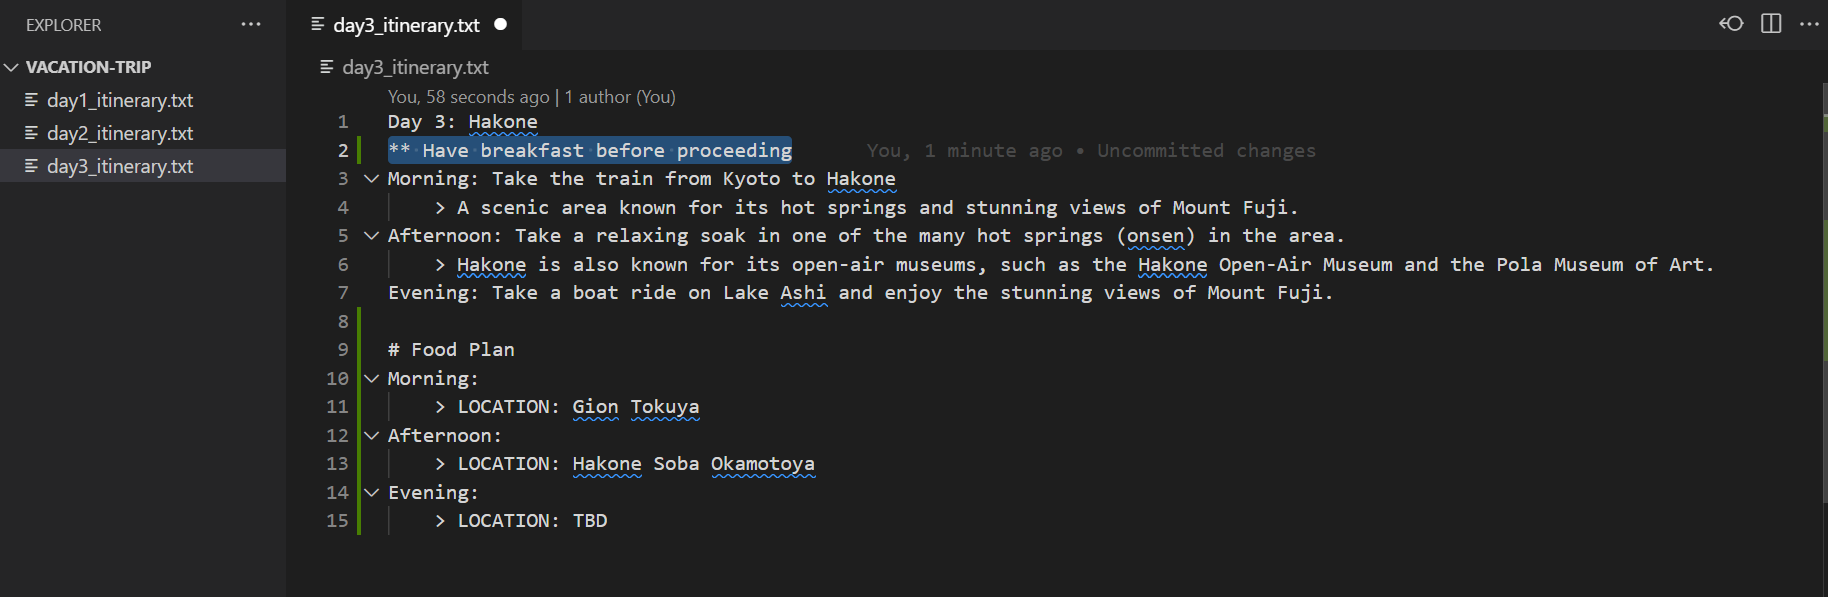 EXPLORER
VACATION-TRIP
day1_itinerary.txt
day2_itinerary.txt
day3_itinerary.txt
day3_itinerary.txt
day3_itinerary.txt
You, 58 seconds ago | 1 author (You)
1 Day 3: Hakone
2 ** Have breakfast before proceeding You, 1 minute ago • Uncommitted changes
3 Morning: Take the train from Kyoto to Hakone
4 > A scenic area known for its hot springs and stunning views of Mount Fuji.
5 Afternoon: Take a relaxing soak in one of the many hot springs (onsen) in the area.
6 > Hakone is also known for its open-air museums, such as the Hakone Open-Air Museum and the Pola Museum of Art.
7 Evening: Take a boat ride on Lake Ashi and enjoy the stunning views of Mount Fuji.
8
9 # Food Plan
10 Morning:
11 > LOCATION: Gion Tokuya
12 Afternoon:
13 > LOCATION: Hakone Soba Okamotoya
14 Evening:
15 > LOCATION: TBD